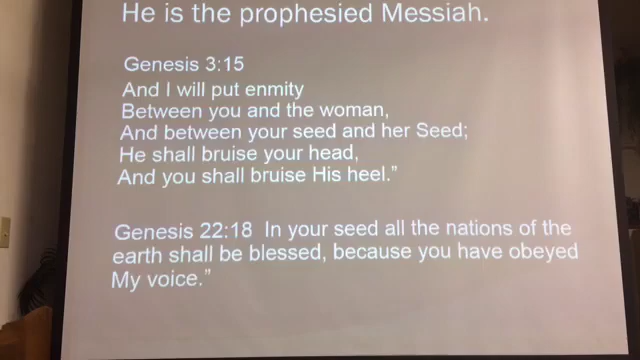 He is the prophesied Messiah.
Genesis 3:15
And I will put enmity
Between you and the woman,
And between your seed and her Seed;
He shall bruise your head,
And you shall bruise His heel.”
Genesis 22:18  In your seed all the nations of the
earth shall be blessed, because you have obeyed
My voice.”